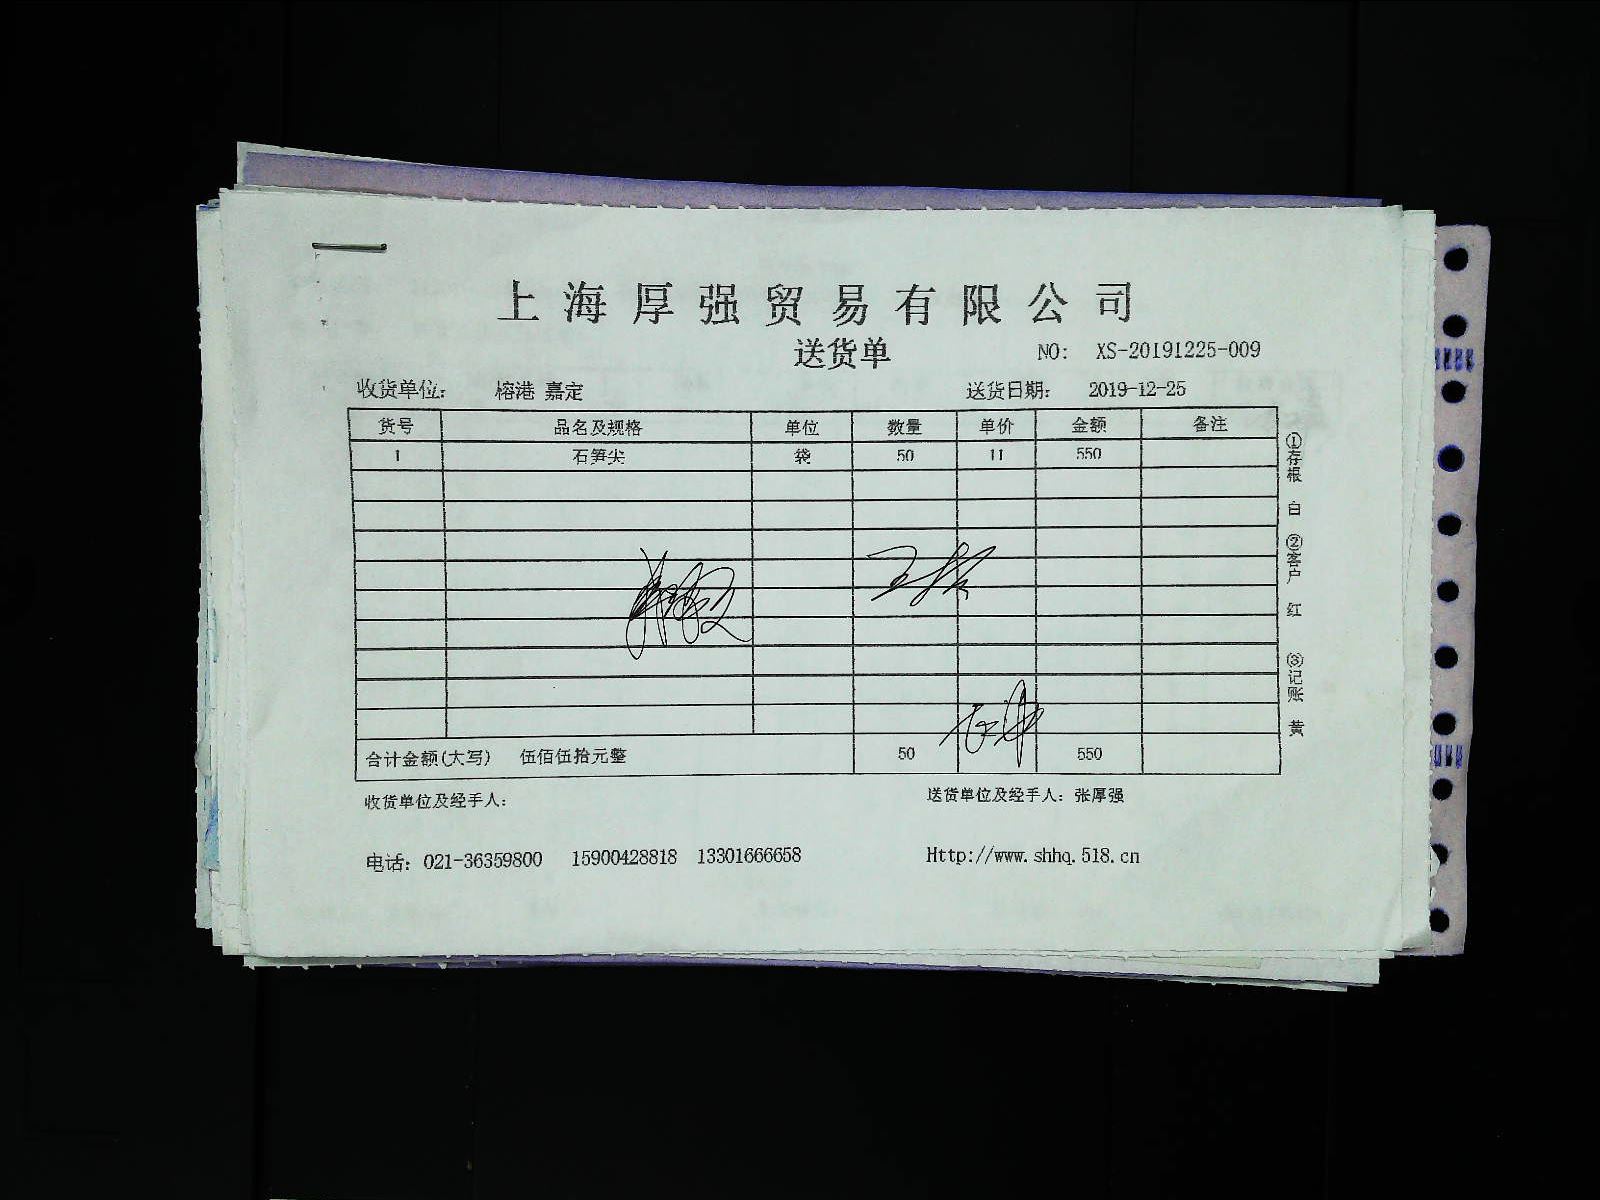 上海厚强贸易有限公司
送货单 NO: XS-20191225-009
收货单位: 榕港 嘉定 送货日期: 2019-12-25
货号 品名及规格 单位 数量 单价 金额 备注
1 石笋尖 袋 50 11 550
合计金额(大写) 伍佰伍拾元整 50 550
收货单位及经手人: 送货单位及经手人: 张厚强
电话: 021-36359800 15900428818 13301666658 Http://www.shhq.518.cn
①存根 白 ②客户 红 ③记账 黄